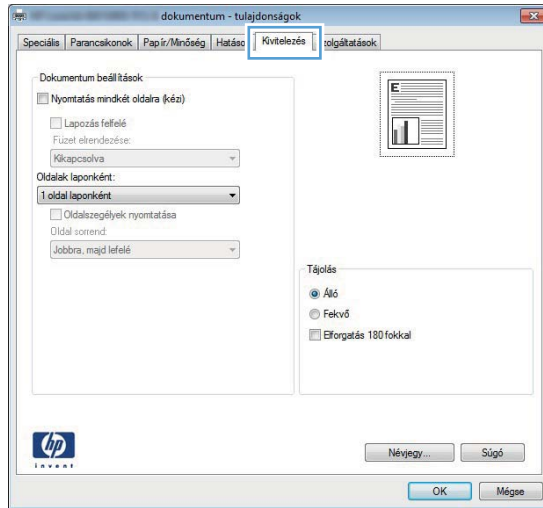 dokumentum - tulajdonságok
Speciális Parancsikonok Papír/Minőség Kivitelezés
Dokumentum beállítások
Nyomtatás mindkét oldalra (kézi)
Lapozás felfelé
Füzet elrendezése:
Kikapcsolva
Oldalak laponként:
1 oldal laponként
Oldalszegélyek nyomtatása
Oldal sorrend:
Jobbra, majd lefelé
E
Tájolás
Álló
Fekvő
Elforgatás 180 fokkal
hp
invent
Névjegy... Súgó
OK Mégse